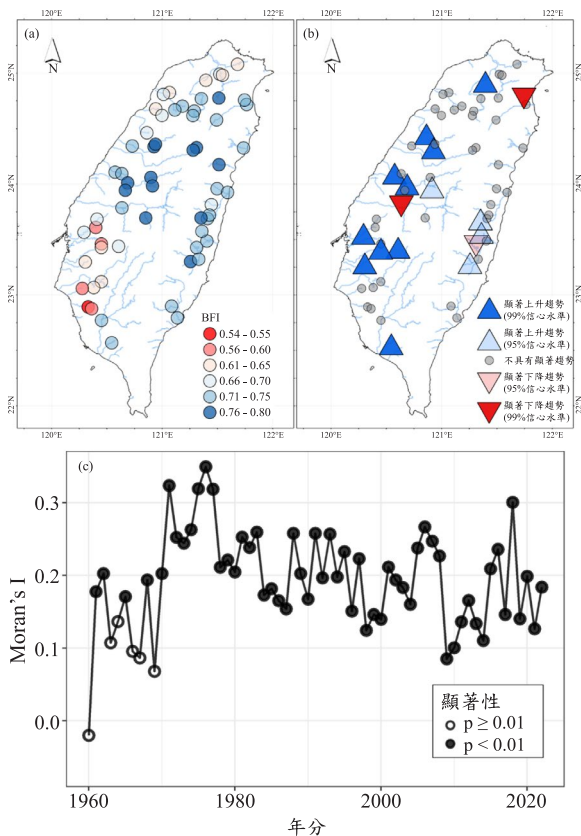 120°E 121°E 122°E 120°E 121°E 122°E
(a) (b)
N N
25°N 25°N
24°N 24°N
23°N 23°N
22°N 22°N
BFI
0.54 - 0.55
0.56 - 0.60
0.61 - 0.65
0.66 - 0.70
0.71 - 0.75
0.76 - 0.80
顯著上升趨勢
(99%信心水準)
顯著上升趨勢
(95%信心水準)
不具有顯著趨勢
顯著下降趨勢
(95%信心水準)
顯著下降趨勢
(99%信心水準)
120°E 121°E 122°E 120°E 121°E 122°E
(c)
0.3
0.2
0.1
0.0
Moran's I
顯著性
p ≥ 0.01
p < 0.01
1960 1980 2000 2020
年分